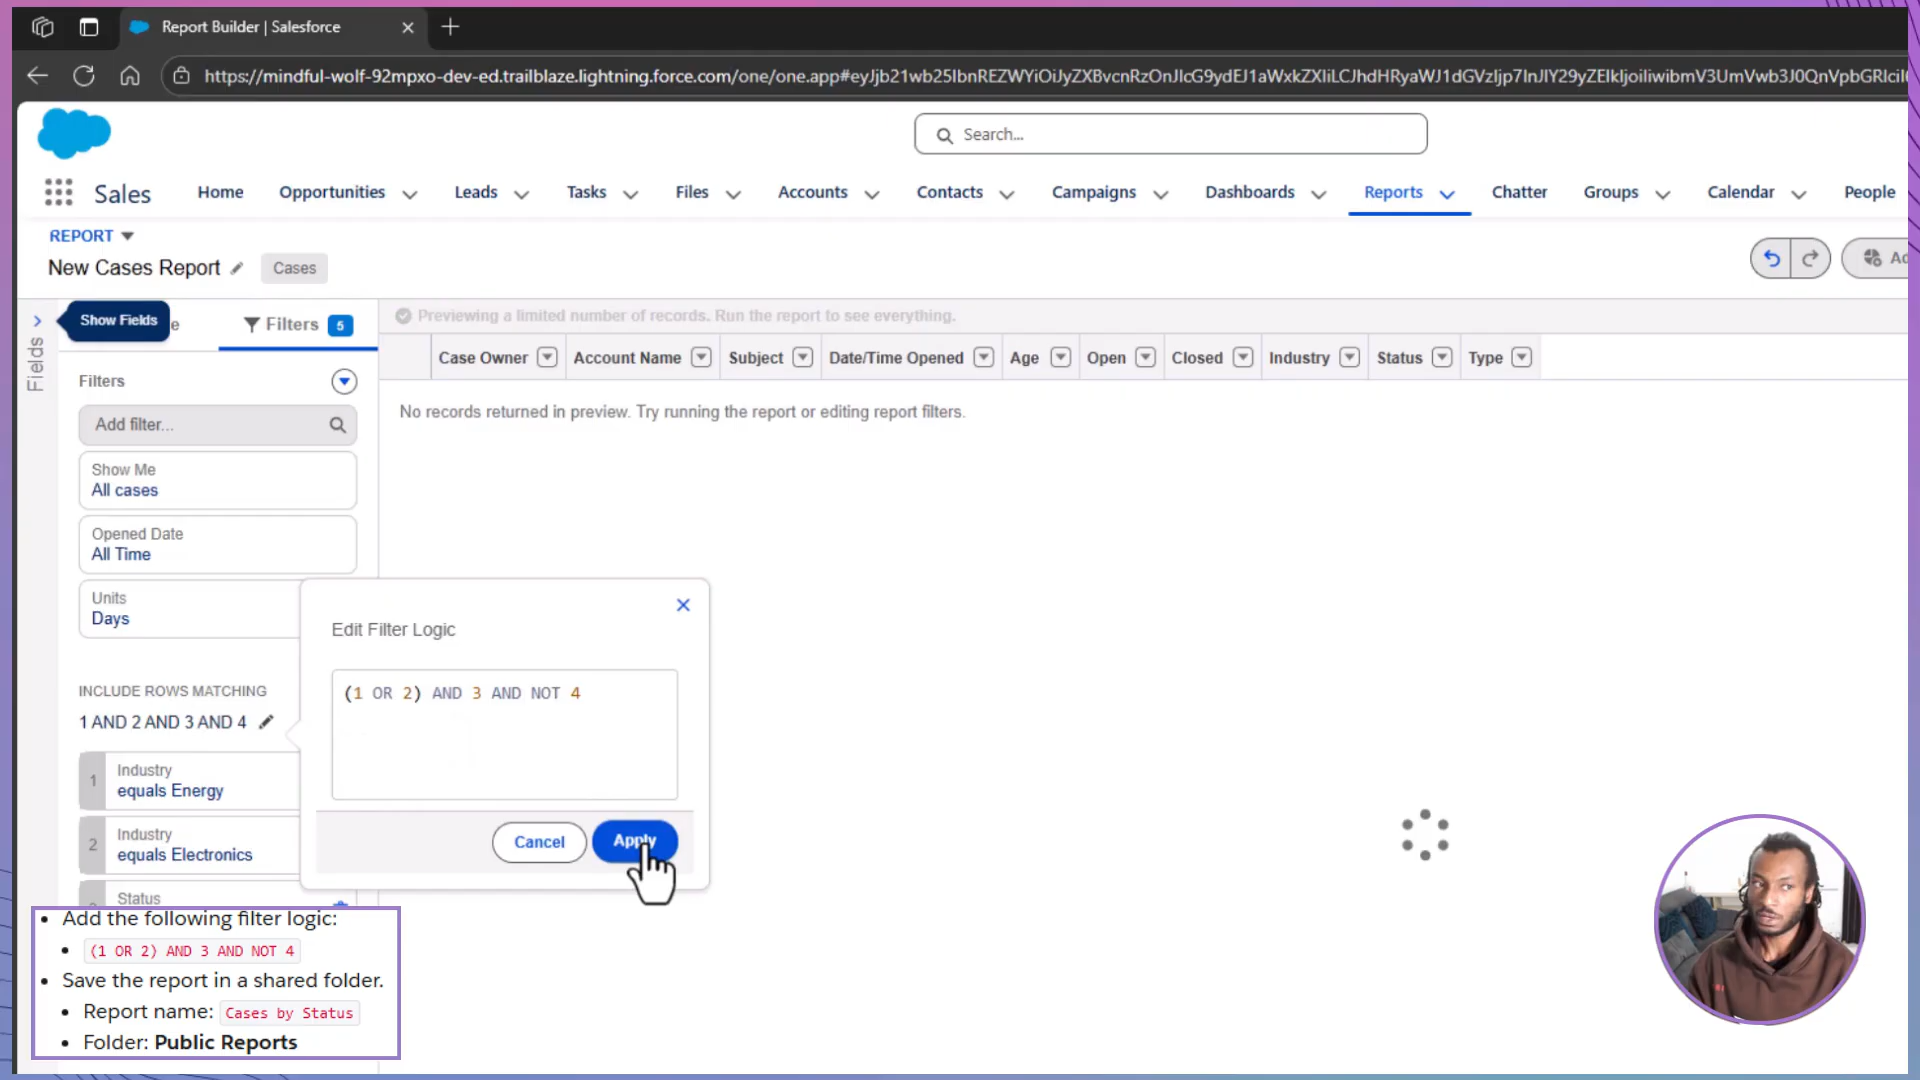 Report Builder | Salesforce
https://mindful-wolf-92mpxo-dev-ed.trailblaze.lightning.force.com/one/one.app#
Search...
Sales
Home
Opportunities
Leads
Tasks
Files
Accounts
Contacts
Campaigns
Dashboards
Reports
Chatter
Groups
Calendar
People
REPORT
New Cases Report
Cases
Show Fields
Fields
Filters 5
Previewing a limited number of records. Run the report to see everything.
Case Owner
Account Name
Subject
Date/Time Opened
Age
Open
Closed
Industry
Status
Type
Filters
Add filter...
No records returned in preview. Try running the report or editing report filters.
Show Me
All cases
Opened Date
All Time
Units
Days
Edit Filter Logic
(1 OR 2) AND 3 AND NOT 4
Cancel
Apply
INCLUDE ROWS MATCHING
1 AND 2 AND 3 AND 4
1
Industry
equals Energy
2
Industry
equals Electronics
Status
• Add the following filter logic:
• (1 OR 2) AND 3 AND NOT 4
• Save the report in a shared folder.
• Report name: Cases by Status
• Folder: Public Reports